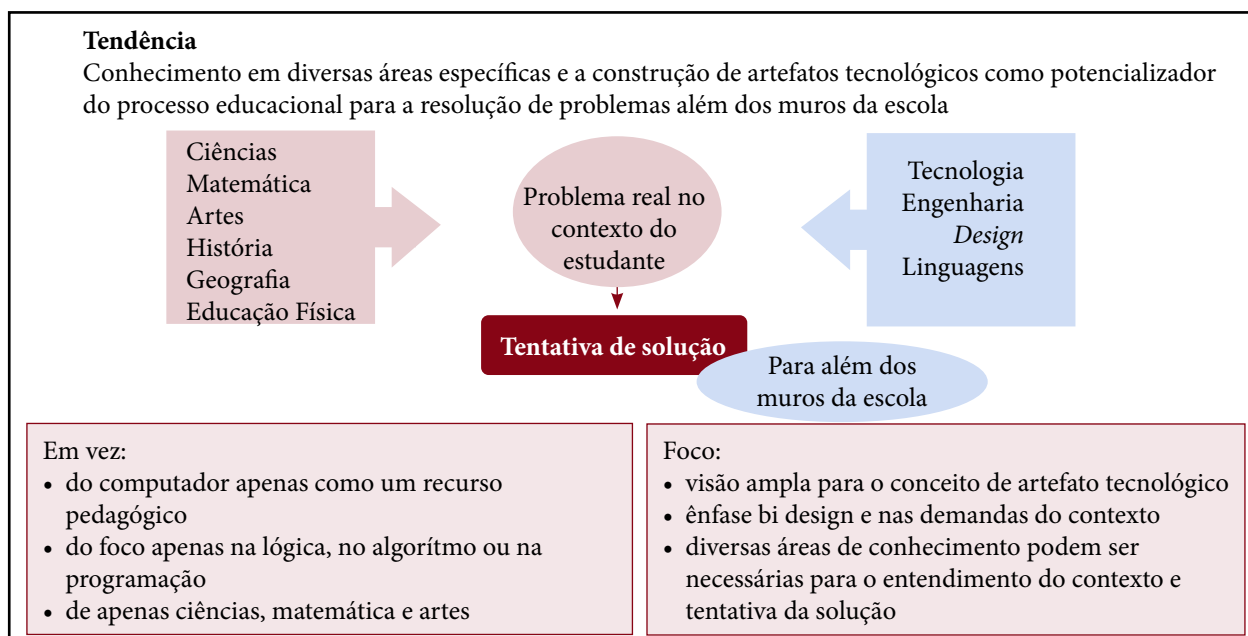 Tendência
Conhecimento em diversas áreas específicas e a construção de artefatos tecnológicos como potencializador
do processo educacional para a resolução de problemas além dos muros da escola
Ciências
Matemática
Artes
História
Geografia
Educação Física
Problema real no
contexto do
estudante
Tecnologia
Engenharia
Design
Linguagens
Tentativa de solução
Para além dos
muros da escola
Em vez:
• do computador apenas como um recurso
pedagógico
• do foco apenas na lógica, no algorítmo ou na
programação
• de apenas ciências, matemática e artes
Foco:
• visão ampla para o conceito de artefato tecnológico
• ênfase bi design e nas demandas do contexto
• diversas áreas de conhecimento podem ser
necessárias para o entendimento do contexto e
tentativa da solução